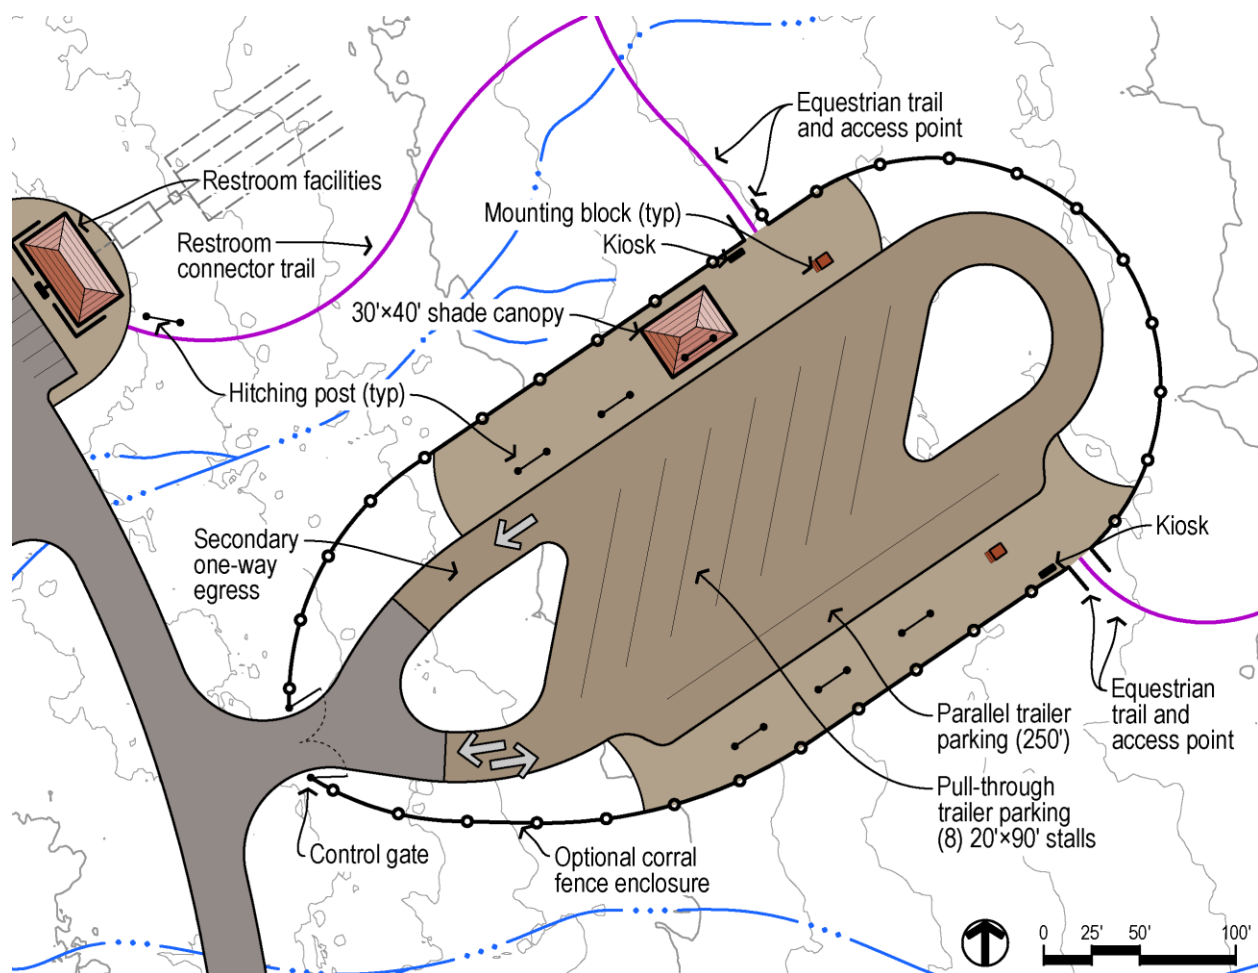 Equestrian trail
and access point
Restroom facilities
Mounting block (typ)
Restroom
connector trail
Kiosk
30'×40' shade canopy
Hitching post (typ)
Secondary
one-way
egress
Kiosk
Equestrian
trail and
access point
Parallel trailer
parking (250')
Pull-through
trailer parking
(8) 20'×90' stalls
Control gate
Optional corral
fence enclosure
0 25' 50' 100'